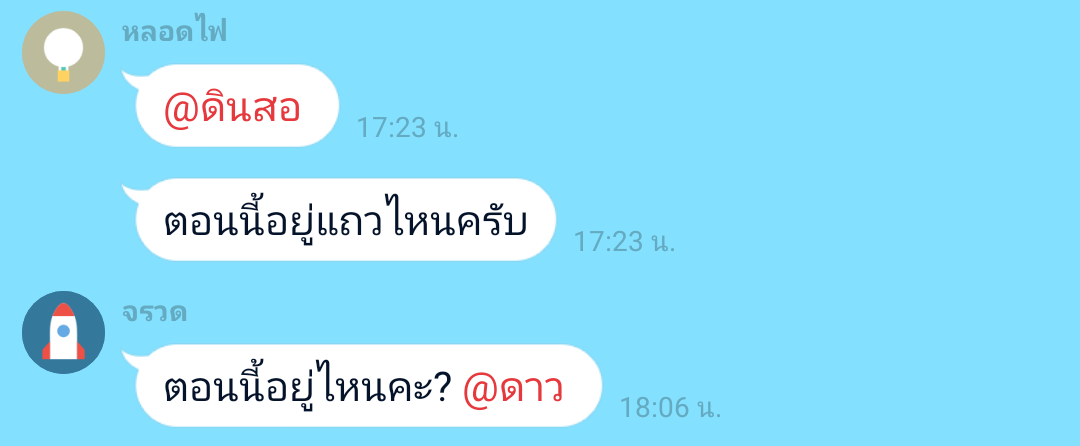 หลอดไฟ
@ดินสอ
17:23 น.
ตอนนี้อยู่แถวไหนครับ
17:23 น.
จรวด
ตอนนี้อยู่ไหนคะ? @ดาว
18:06 น.